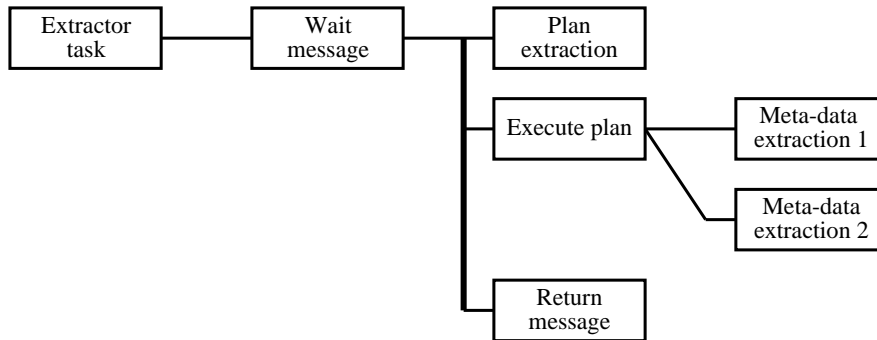 Extractor
task
Wait
message
Plan
extraction
Execute plan
Meta-data
extraction 1
Meta-data
extraction 2
Return
message